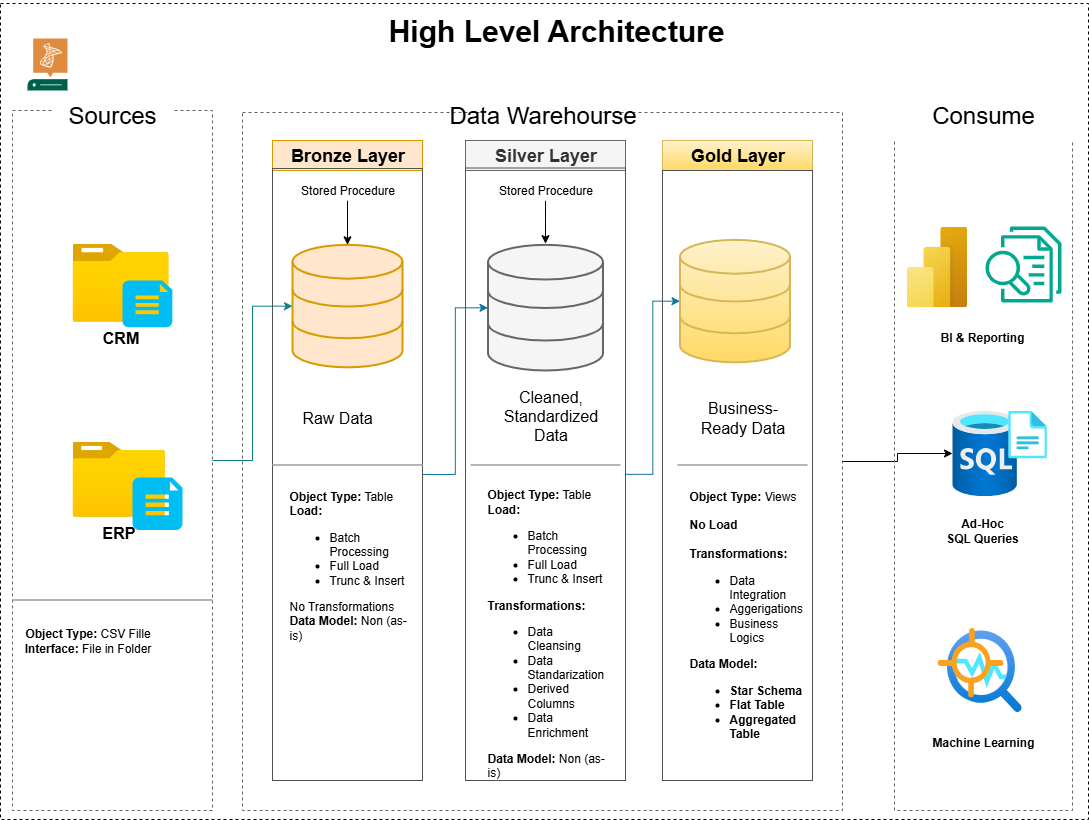 High Level Architecture
Sources
Data Warehourse
Consume
CRM
ERP
Object Type: CSV Fille
Interface: File in Folder
Bronze Layer
Stored Procedure
Raw Data
Object Type: Table
Load:
• Batch
Processing
• Full Load
• Trunc & Insert
No Transformations
Data Model: Non (as-
is)
Silver Layer
Stored Procedure
Cleaned,
Standardized
Data
Object Type: Table
Load:
• Batch
Processing
• Full Load
• Trunc & Insert
Transformations:
• Data
Cleansing
• Data
Standarization
• Derived
Columns
• Data
Enrichment
Data Model: Non (as-
is)
Gold Layer
Business-
Ready Data
Object Type: Views
No Load
Transformations:
• Data
Integration
• Aggerigations
• Business
Logics
Data Model:
• Star Schema
• Flat Table
• Aggregated
Table
BI & Reporting
SQL
Ad-Hoc
SQL Queries
Machine Learning